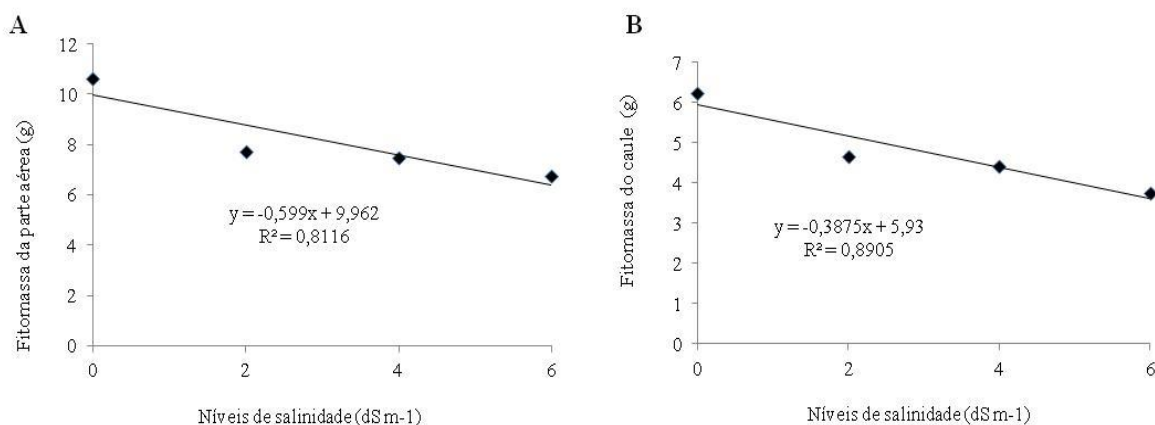 A
Fitomassa da parte aérea (g)
12
10
8
6
4
2
0
y = -0,599x + 9,962
R² = 0,8116
0 2 4 6
Níveis de salinidade (dS m-1)
B
Fitomassa do caule (g)
7
6
5
4
3
2
1
0
y = -0,3875x + 5,93
R² = 0,8905
0 2 4 6
Níveis de salinidade (dS m-1)